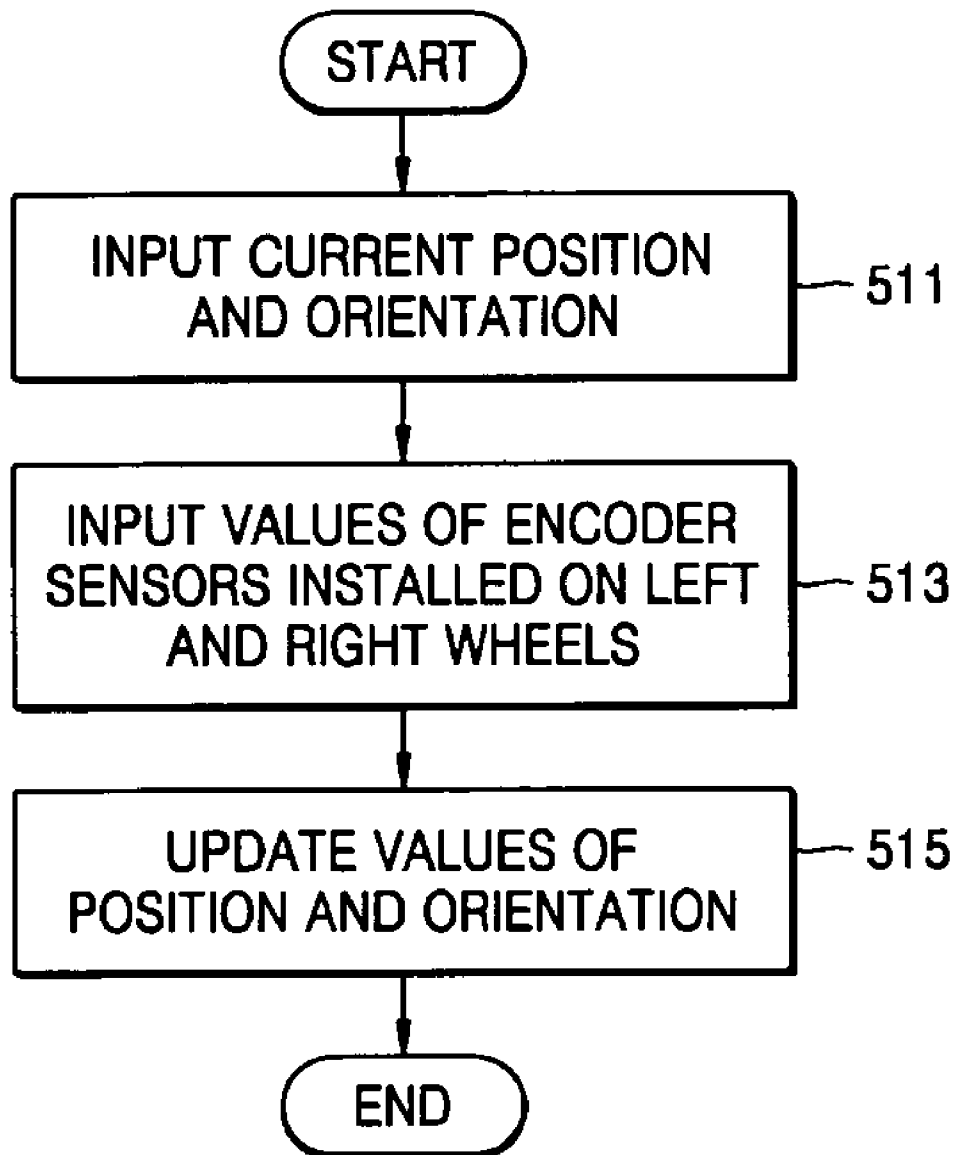 START
INPUT CURRENT POSITION
AND ORIENTATION
511
INPUT VALUES OF ENCODER
SENSORS INSTALLED ON LEFT
AND RIGHT WHEELS
513
UPDATE VALUES OF
POSITION AND ORIENTATION
515
END